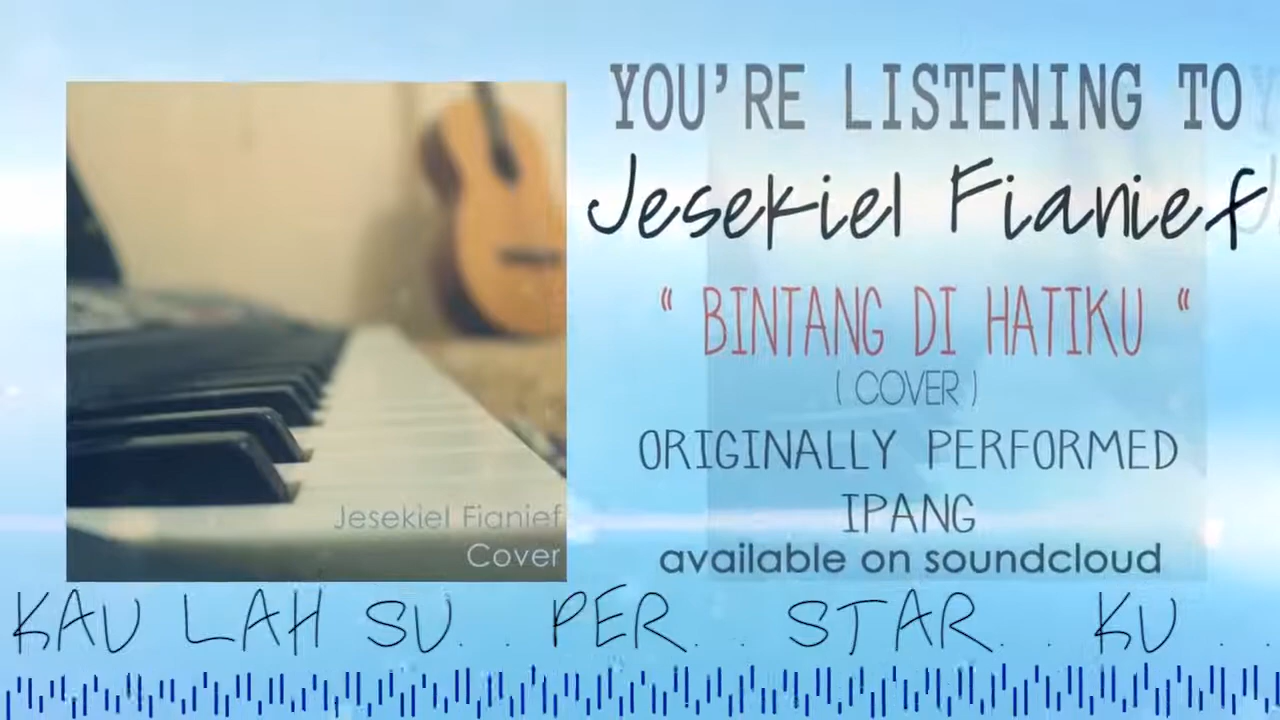 YOU'RE LISTENING TO
Jesekiel Fianief
" BINTANG DI HATIKU "
( COVER )
ORIGINALLY PERFORMED
IPANG
available on soundcloud
Jesekiel Fianief
Cover
KAU LAH SU. . PER. . STAR. . KU . . .